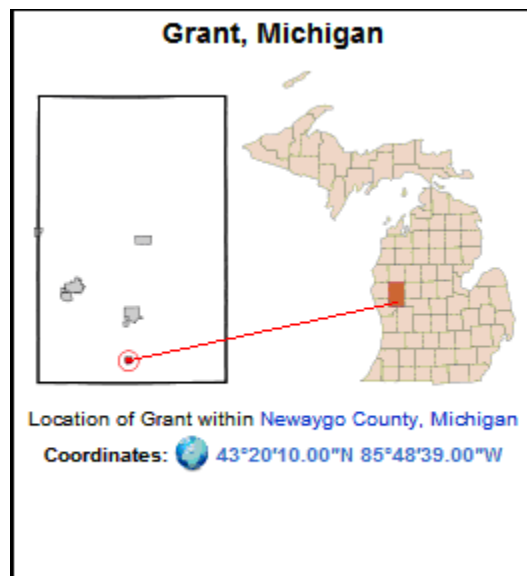 Grant, Michigan
Location of Grant within Newaygo County, Michigan
Coordinates: 43°20'10.00"N 85°48'39.00"W